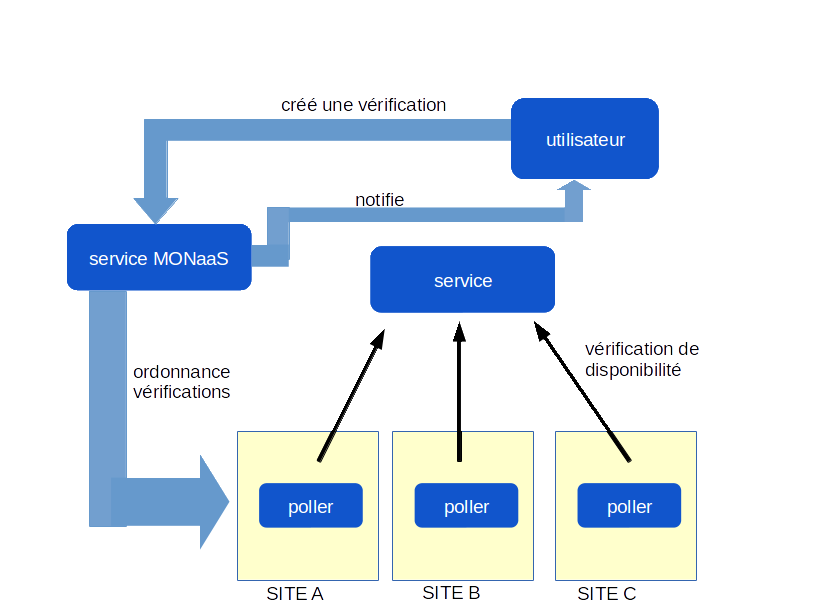 créé une vérification
utilisateur
notifie
service MONaaS
service
vérification de
disponibilité
ordonnance
vérifications
poller
poller
poller
SITE A
SITE B
SITE C